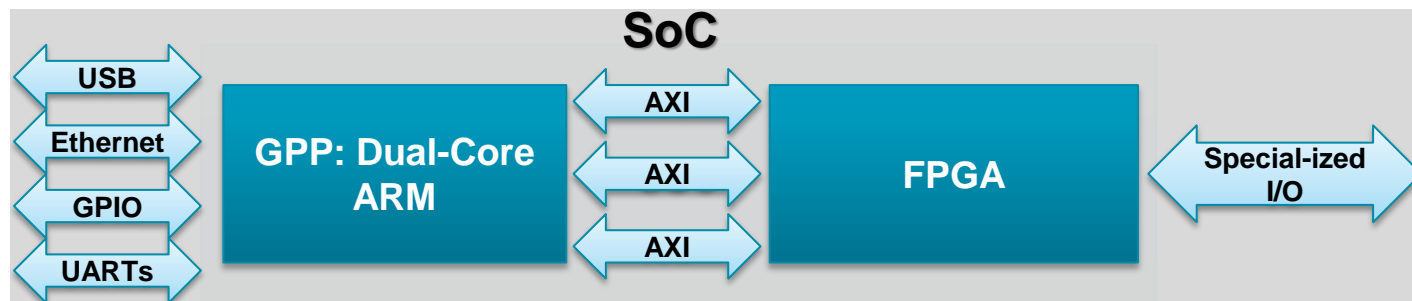 SoC
USB
Ethernet
GPIO
UARTs
GPP: Dual-Core
ARM
AXI
AXI
AXI
FPGA
Special-ized
I/O